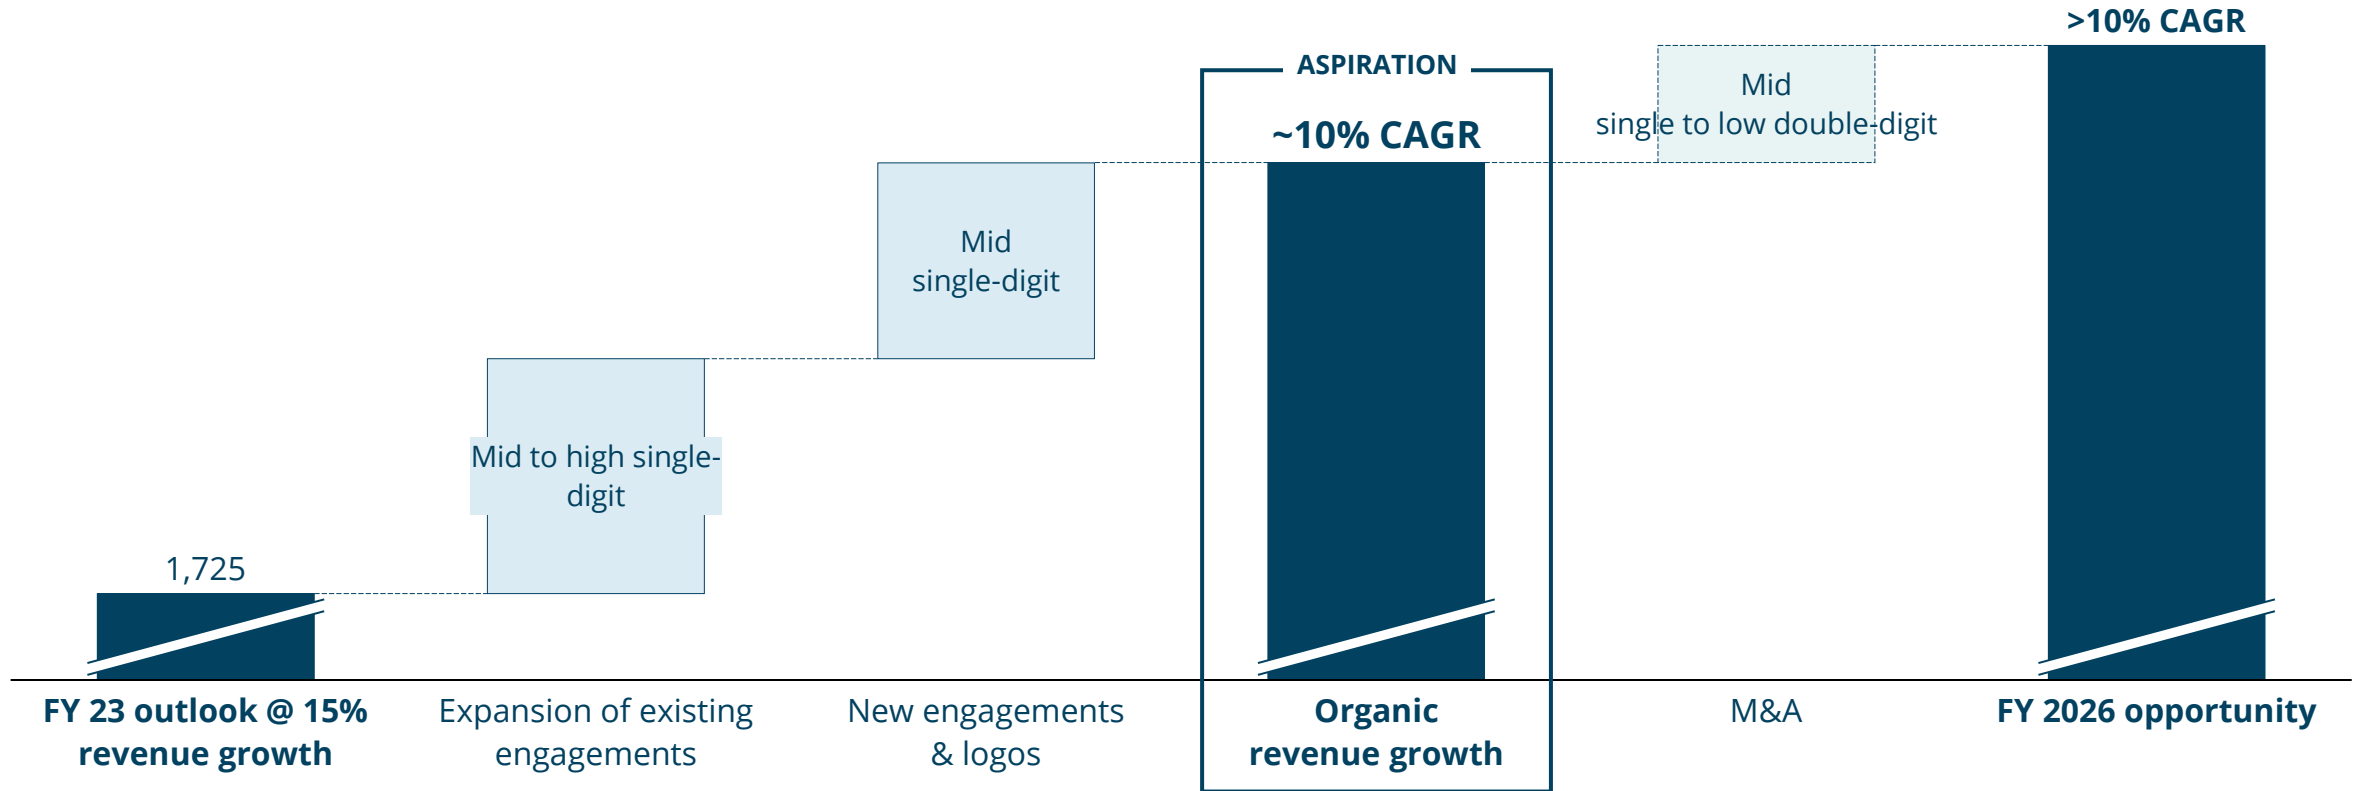 >10% CAGR
ASPIRATION
Mid
single to low double-digit
~10% CAGR
Mid
single-digit
Mid to high single-
digit
1,725
FY 23 outlook @ 15%
revenue growth
Expansion of existing
engagements
New engagements
& logos
Organic
revenue growth
M&A
FY 2026 opportunity